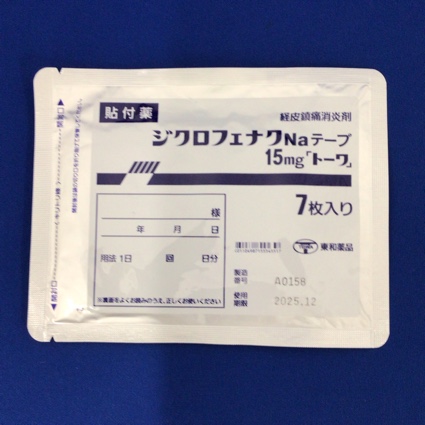 貼付薬
経皮鎮痛消炎剤
ジクロフェナクNaテープ
15mg「トーワ」
7枚入り
様
年 月 日
用法1日 回 日分
※薬袋をよくお読みのうえ、正しくお使いください
東和薬品
製造
番号 A0158
使用
期限 2025.12